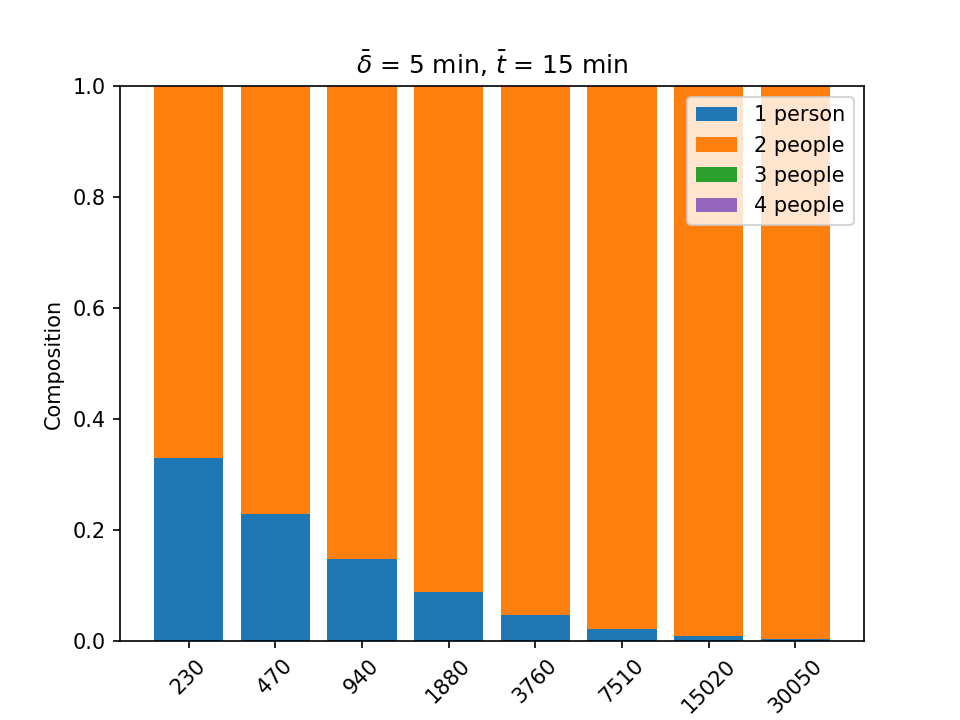 δ̄ = 5 min, t̄ = 15 min
1.0
0.8
0.6
0.4
0.2
0.0
Composition
1 person
2 people
3 people
4 people
230
470
940
1880
3760
7510
15020
30050